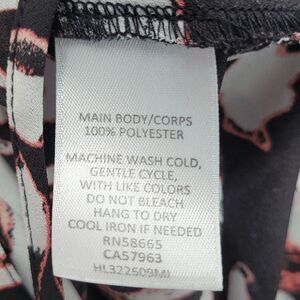 MAIN BODY/CORPS
100% POLYESTER
MACHINE WASH COLD,
GENTLE CYCLE,
WITH LIKE COLORS
DO NOT BLEACH
HANG TO DRY
COOL IRON IF NEEDED
RN58665
CA57963
HL322609MI